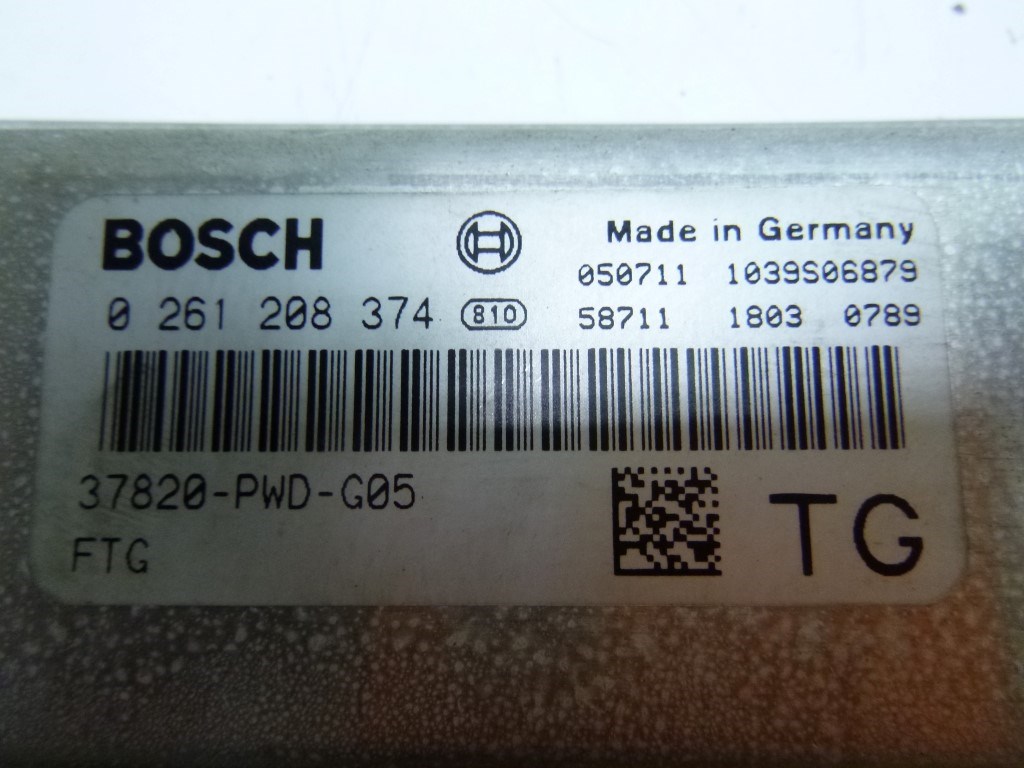 BOSCH
Made in Germany
050711 1039S06879
0 261 208 374 810
58711 1803 0789
37820-PWD-G05
FTG
TG